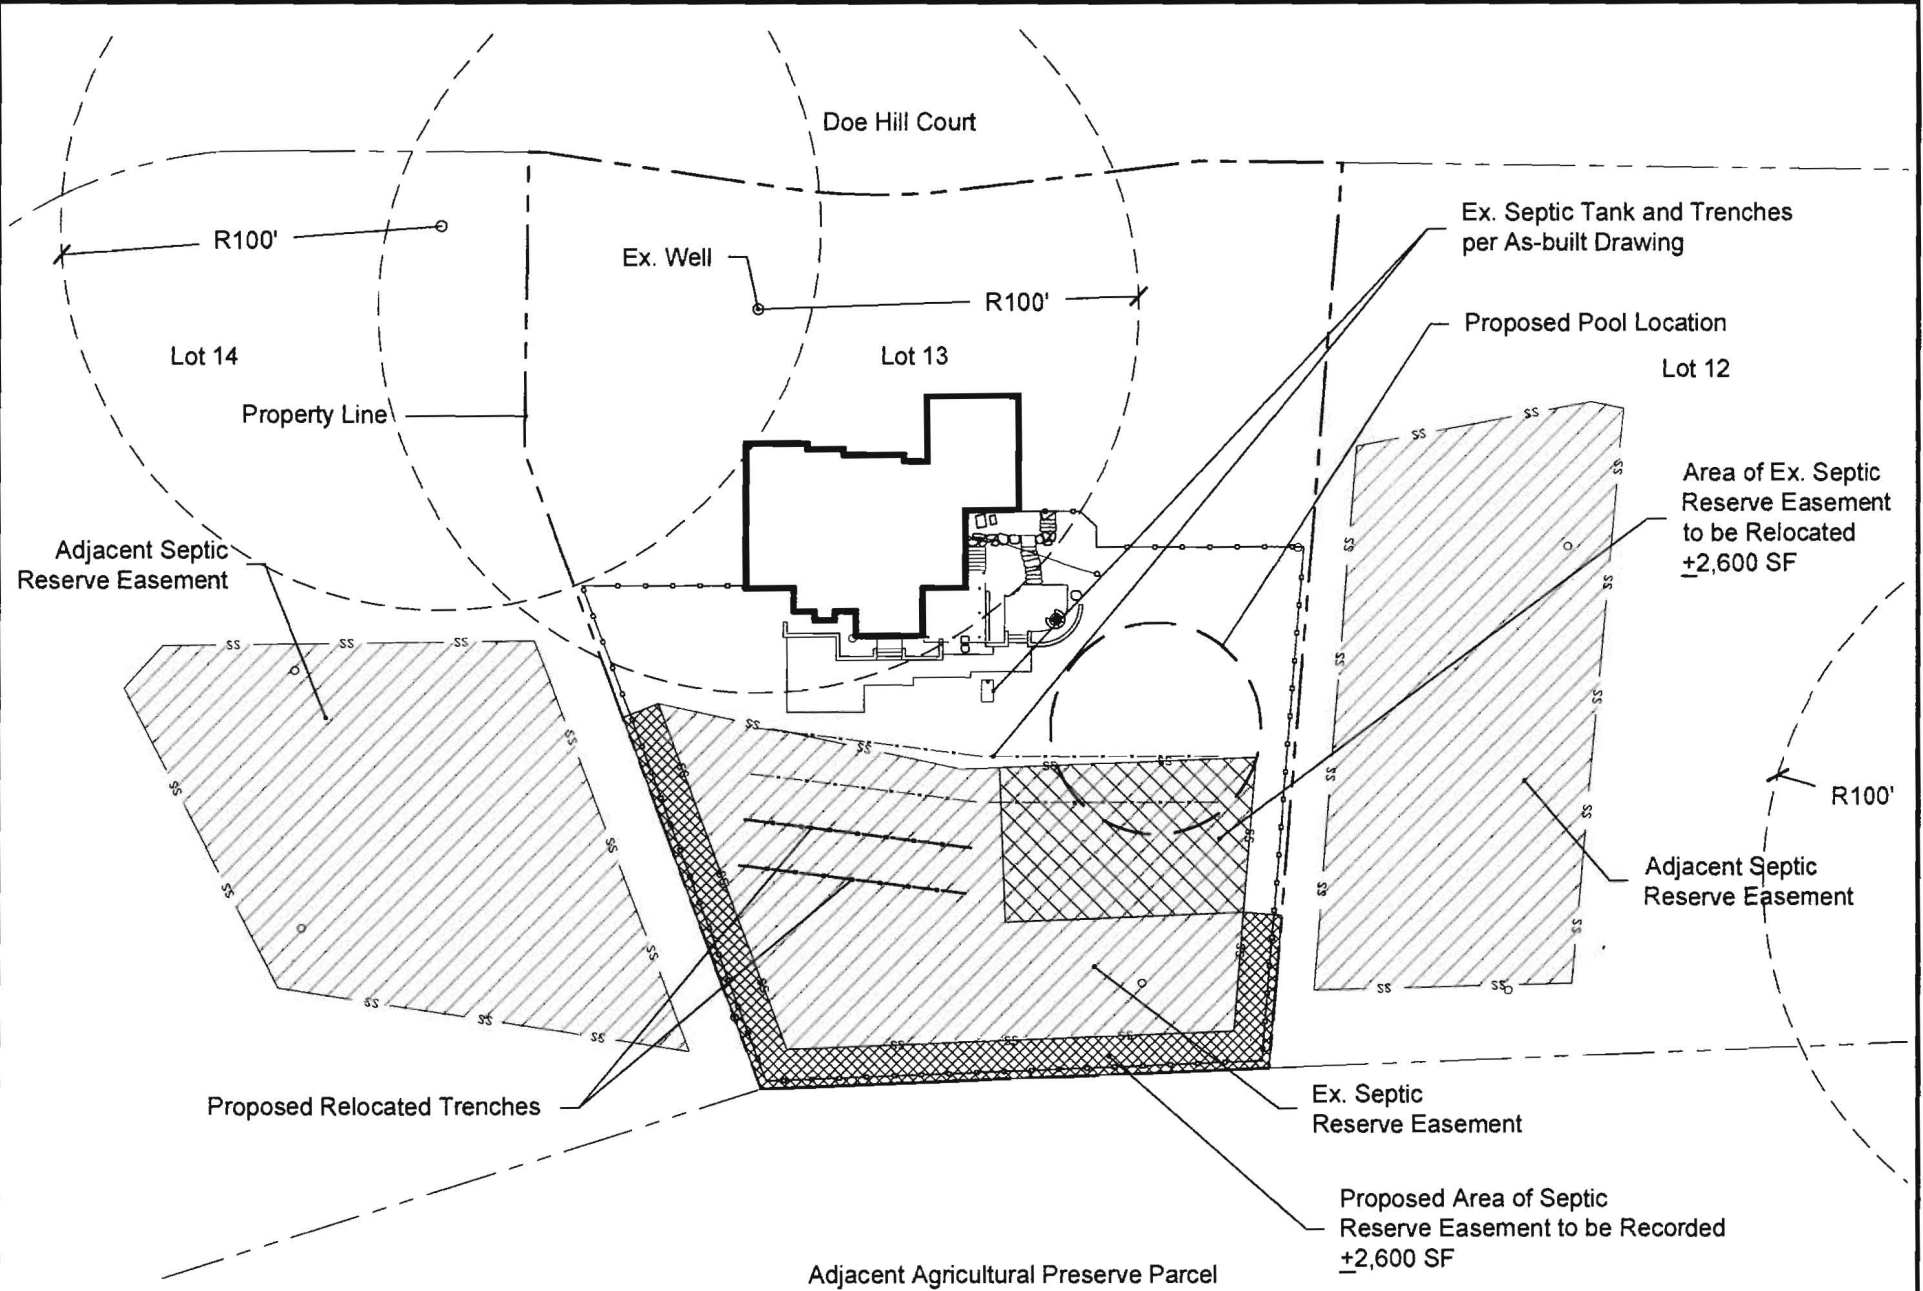 Doe Hill Court
Ex. Septic Tank and Trenches
per As-built Drawing
R100'
Ex. Well
R100'
Proposed Pool Location
Lot 14
Lot 13
Lot 12
Property Line
Area of Ex. Septic
Reserve Easement
to be Relocated
±2,600 SF
Adjacent Septic
Reserve Easement
R100'
Adjacent Septic
Reserve Easement
Proposed Relocated Trenches
Ex. Septic
Reserve Easement
Proposed Area of Septic
Reserve Easement to be Recorded
±2,600 SF
Adjacent Agricultural Preserve Parcel